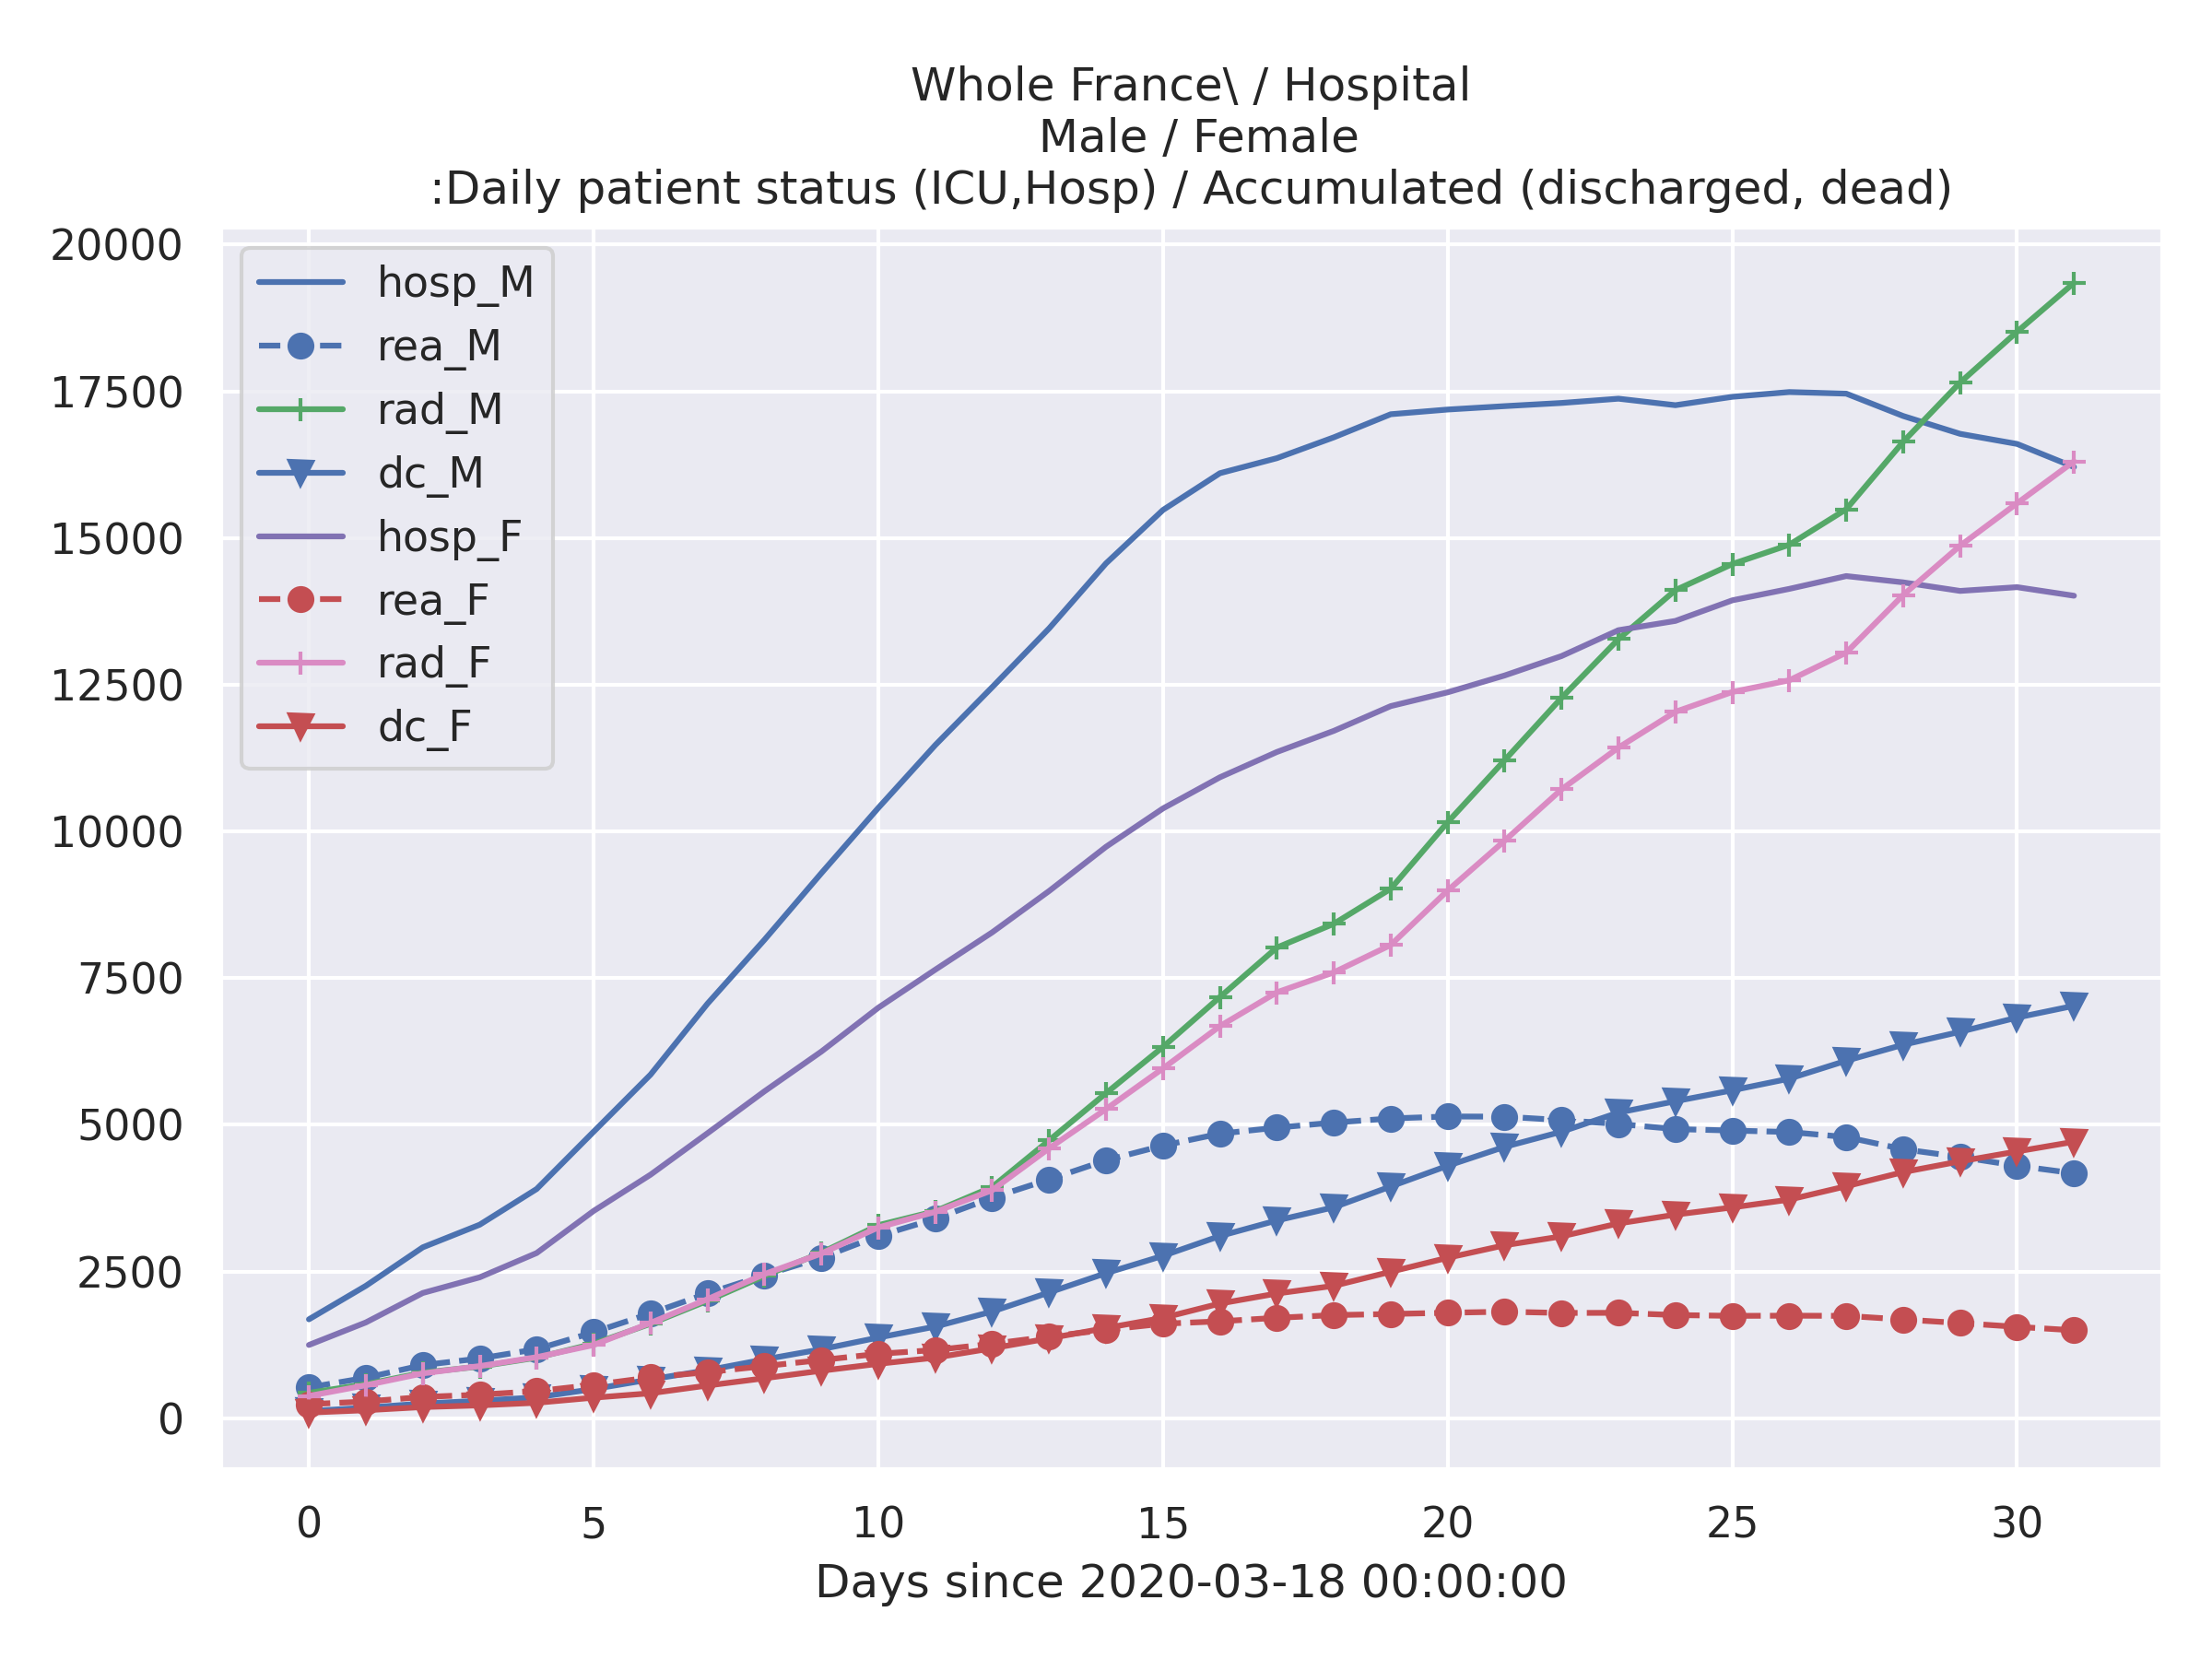 Whole France\ / Hospital
Male / Female
:Daily patient status (ICU,Hosp) / Accumulated (discharged, dead)
20000
17500
15000
12500
10000
7500
5000
2500
0
hosp_M
rea_M
rad_M
dc_M
hosp_F
rea_F
rad_F
dc_F
0 5 10 15 20 25 30
Days since 2020-03-18 00:00:00